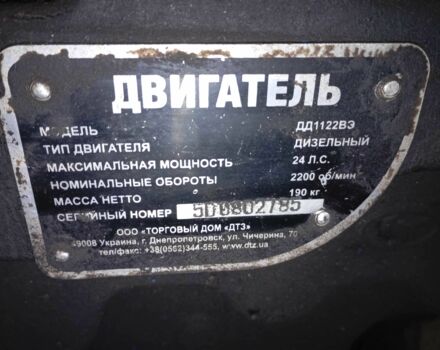 ДВИГАТЕЛЬ
МОДЕЛЬ ДД1122ВЭ
ТИП ДВИГАТЕЛЯ ДИЗЕЛЬНЫЙ
МАКСИМАЛЬНАЯ МОЩНОСТЬ 24 Л.С.
НОМИНАЛЬНЫЕ ОБОРОТЫ 2200 об/мин
МАССА НЕТТО 190 кг
СЕРИЙНЫЙ НОМЕР 5D0802785
ООО «ТОРГОВЫЙ ДОМ «ДТЗ»
49008 Украина, г. Днепропетровск, ул. Чичерина, 70
тел/факс: +38(0562)344-555, www.dtz.ua